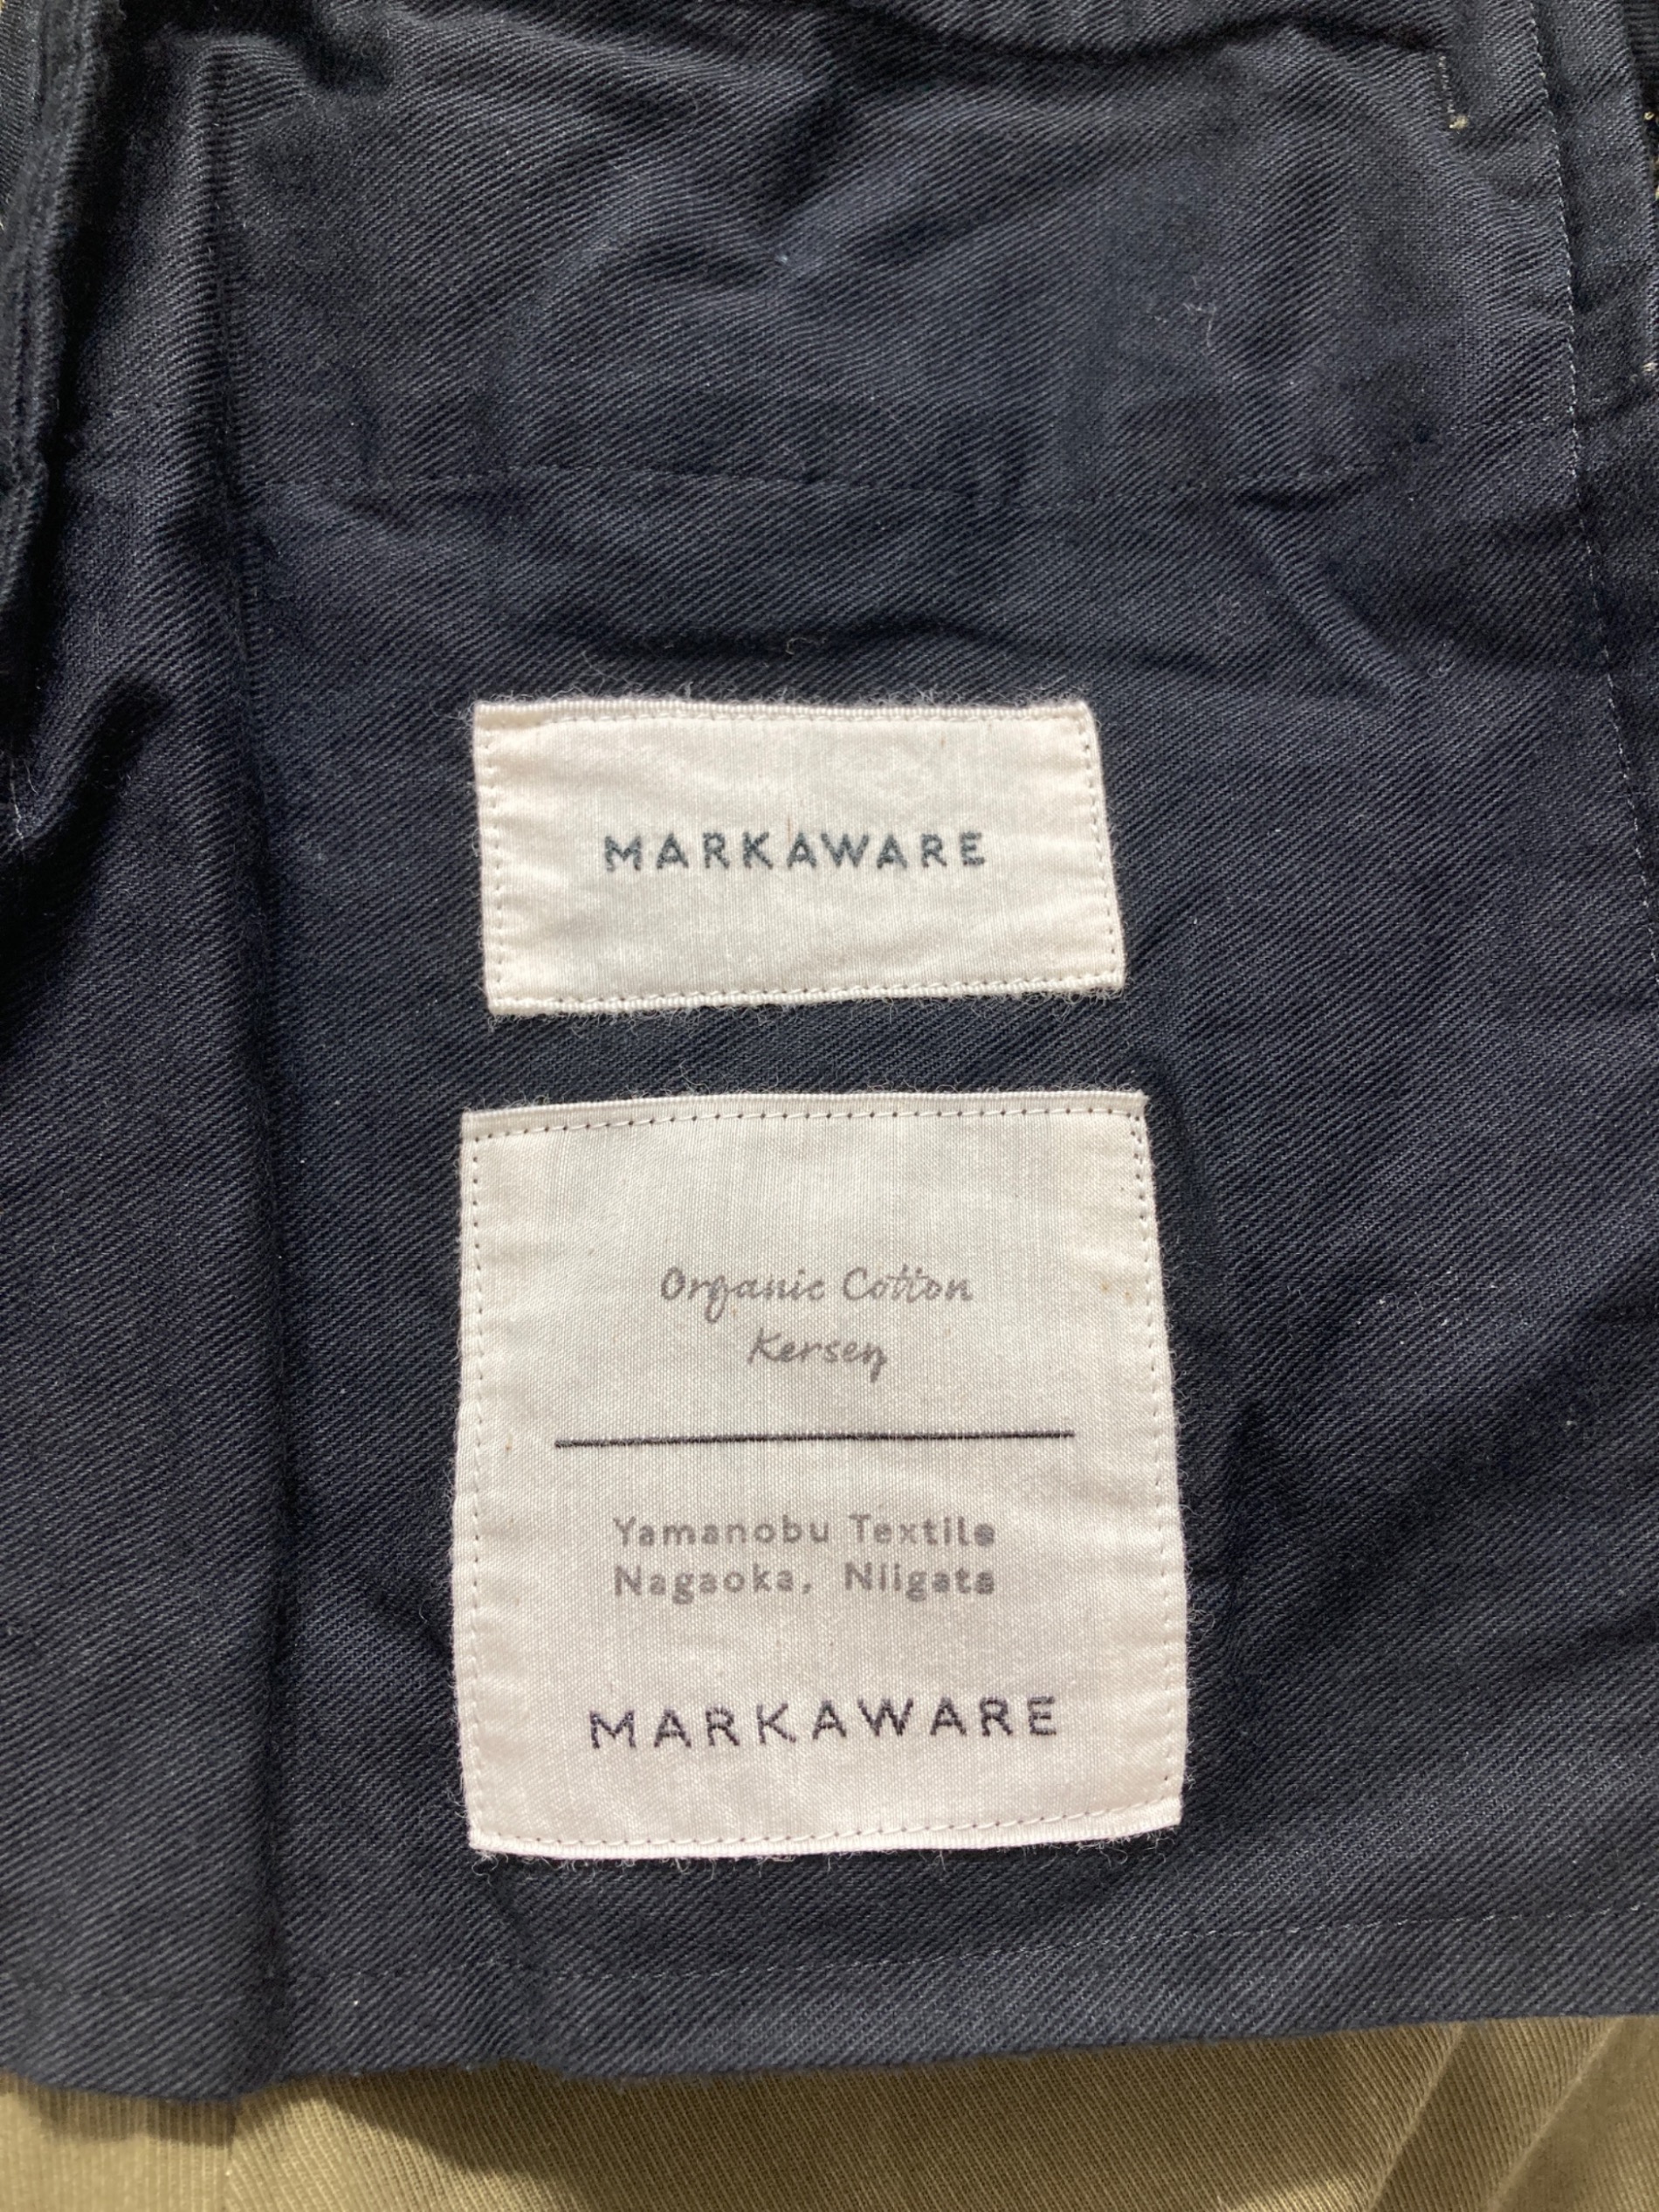 MARKAWARE
Organic Cotton
Kersey
Yamanobu Textile
Nagaoka, Niigata
MARKAWARE